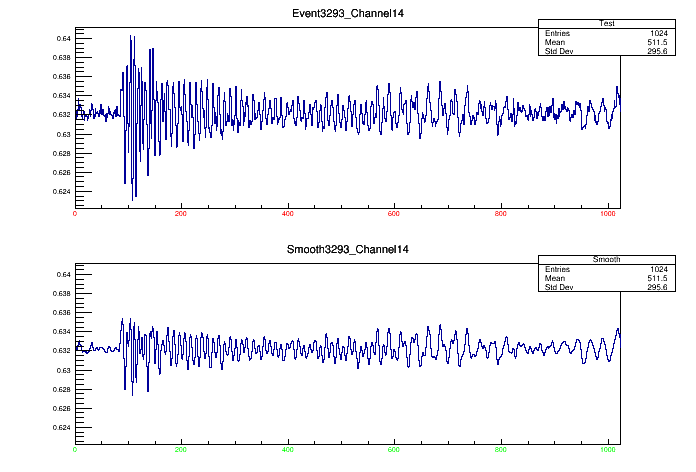 Event3293_Channel14
Test
Entries 1024
Mean 511.5
Std Dev 295.6
0.64
0.638
0.636
0.634
0.632
0.63
0.628
0.626
0.624
0 200 400 600 800 1000
Smooth3293_Channel14
Smooth
Entries 1024
Mean 511.5
Std Dev 295.6
0.64
0.638
0.636
0.634
0.632
0.63
0.628
0.626
0.624
0 200 400 600 800 1000